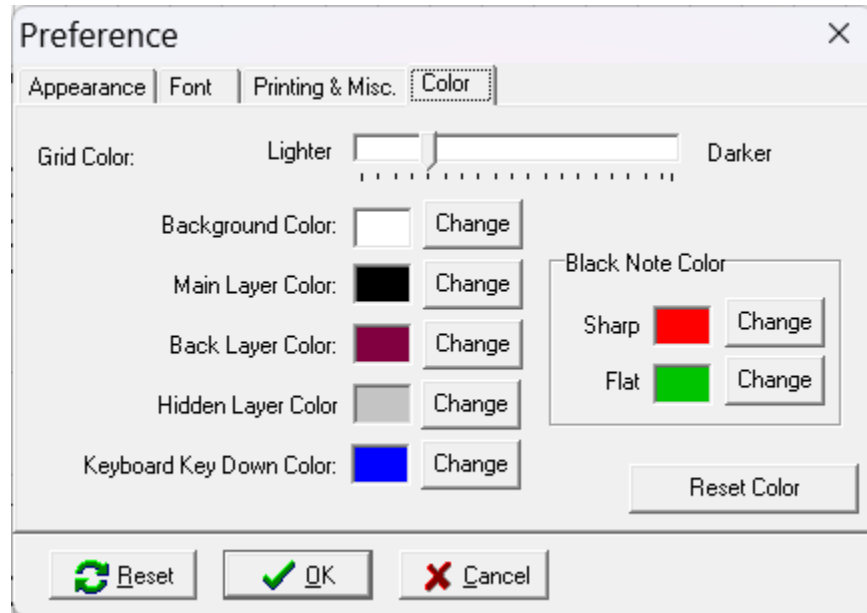 Preference
Appearance Font Printing & Misc. Color
Grid Color: Lighter Darker
Background Color: Change
Main Layer Color: Change
Back Layer Color: Change
Hidden Layer Color Change
Keyboard Key Down Color: Change
Black Note Color
Sharp Change
Flat Change
Reset Color
Reset OK Cancel